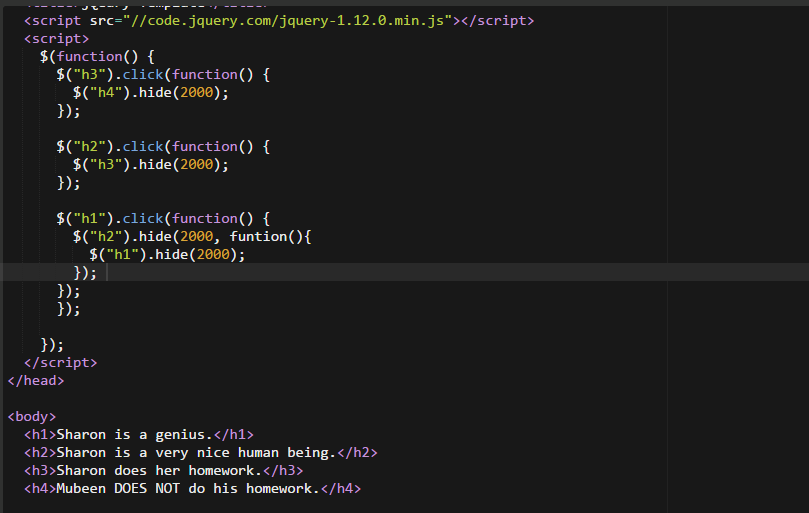 <script src="//code.jquery.com/jquery-1.12.0.min.js"></script>
<script>
$(function() {
$("h3").click(function() {
$("h4").hide(2000);
});
$("h2").click(function() {
$("h3").hide(2000);
});
$("h1").click(function() {
$("h2").hide(2000, funtion(){
$("h1").hide(2000);
});
});
});
});
</script>
</head>
<body>
<h1>Sharon is a genius.</h1>
<h2>Sharon is a very nice human being.</h2>
<h3>Sharon does her homework.</h3>
<h4>Mubeen DOES NOT do his homework.</h4>